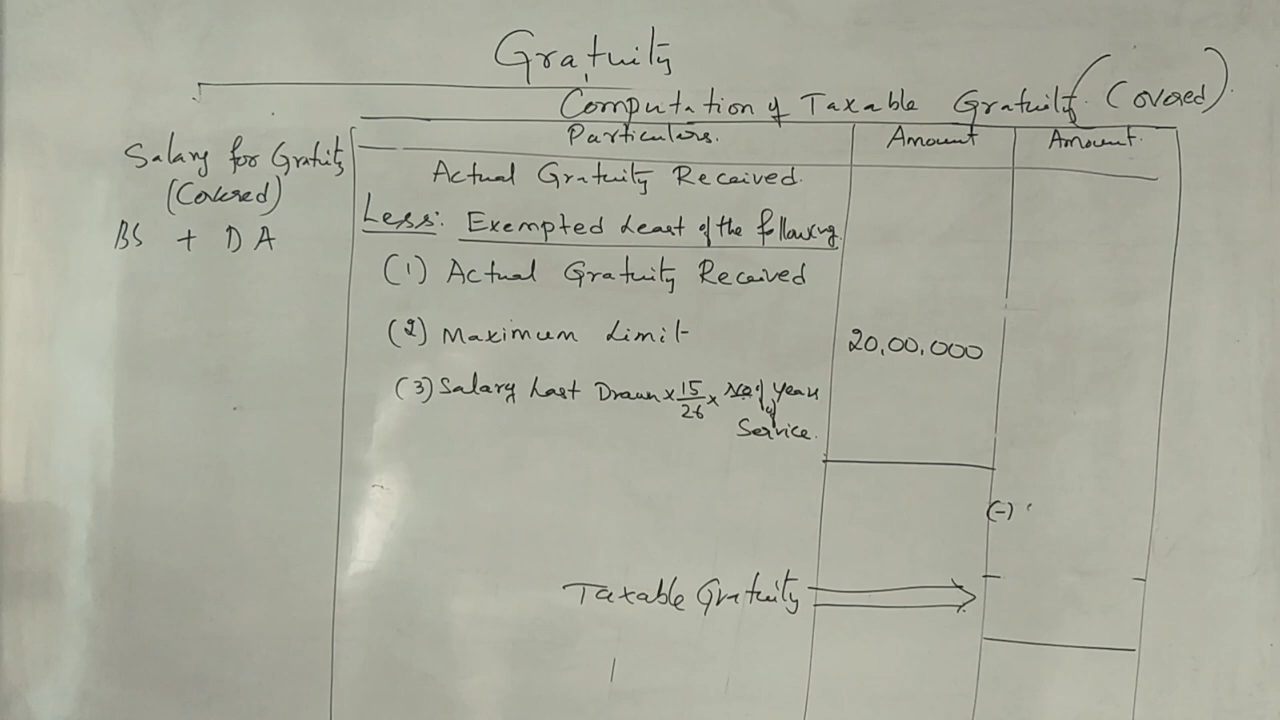 Gratuity
Computation of Taxable Gratuity (Covered)
Salary for Gratuity
(Covered)
BS + DA
Particulars. Amount Amount.
Actual Gratuity Received.
Less: Exempted Least of the following.
(1) Actual Gratuity Received
(2) Maximum Limit 20,00,000
(3) Salary Last Drawn × 15/26 × No of year
of
Service.
(-)
Taxable Gratuity